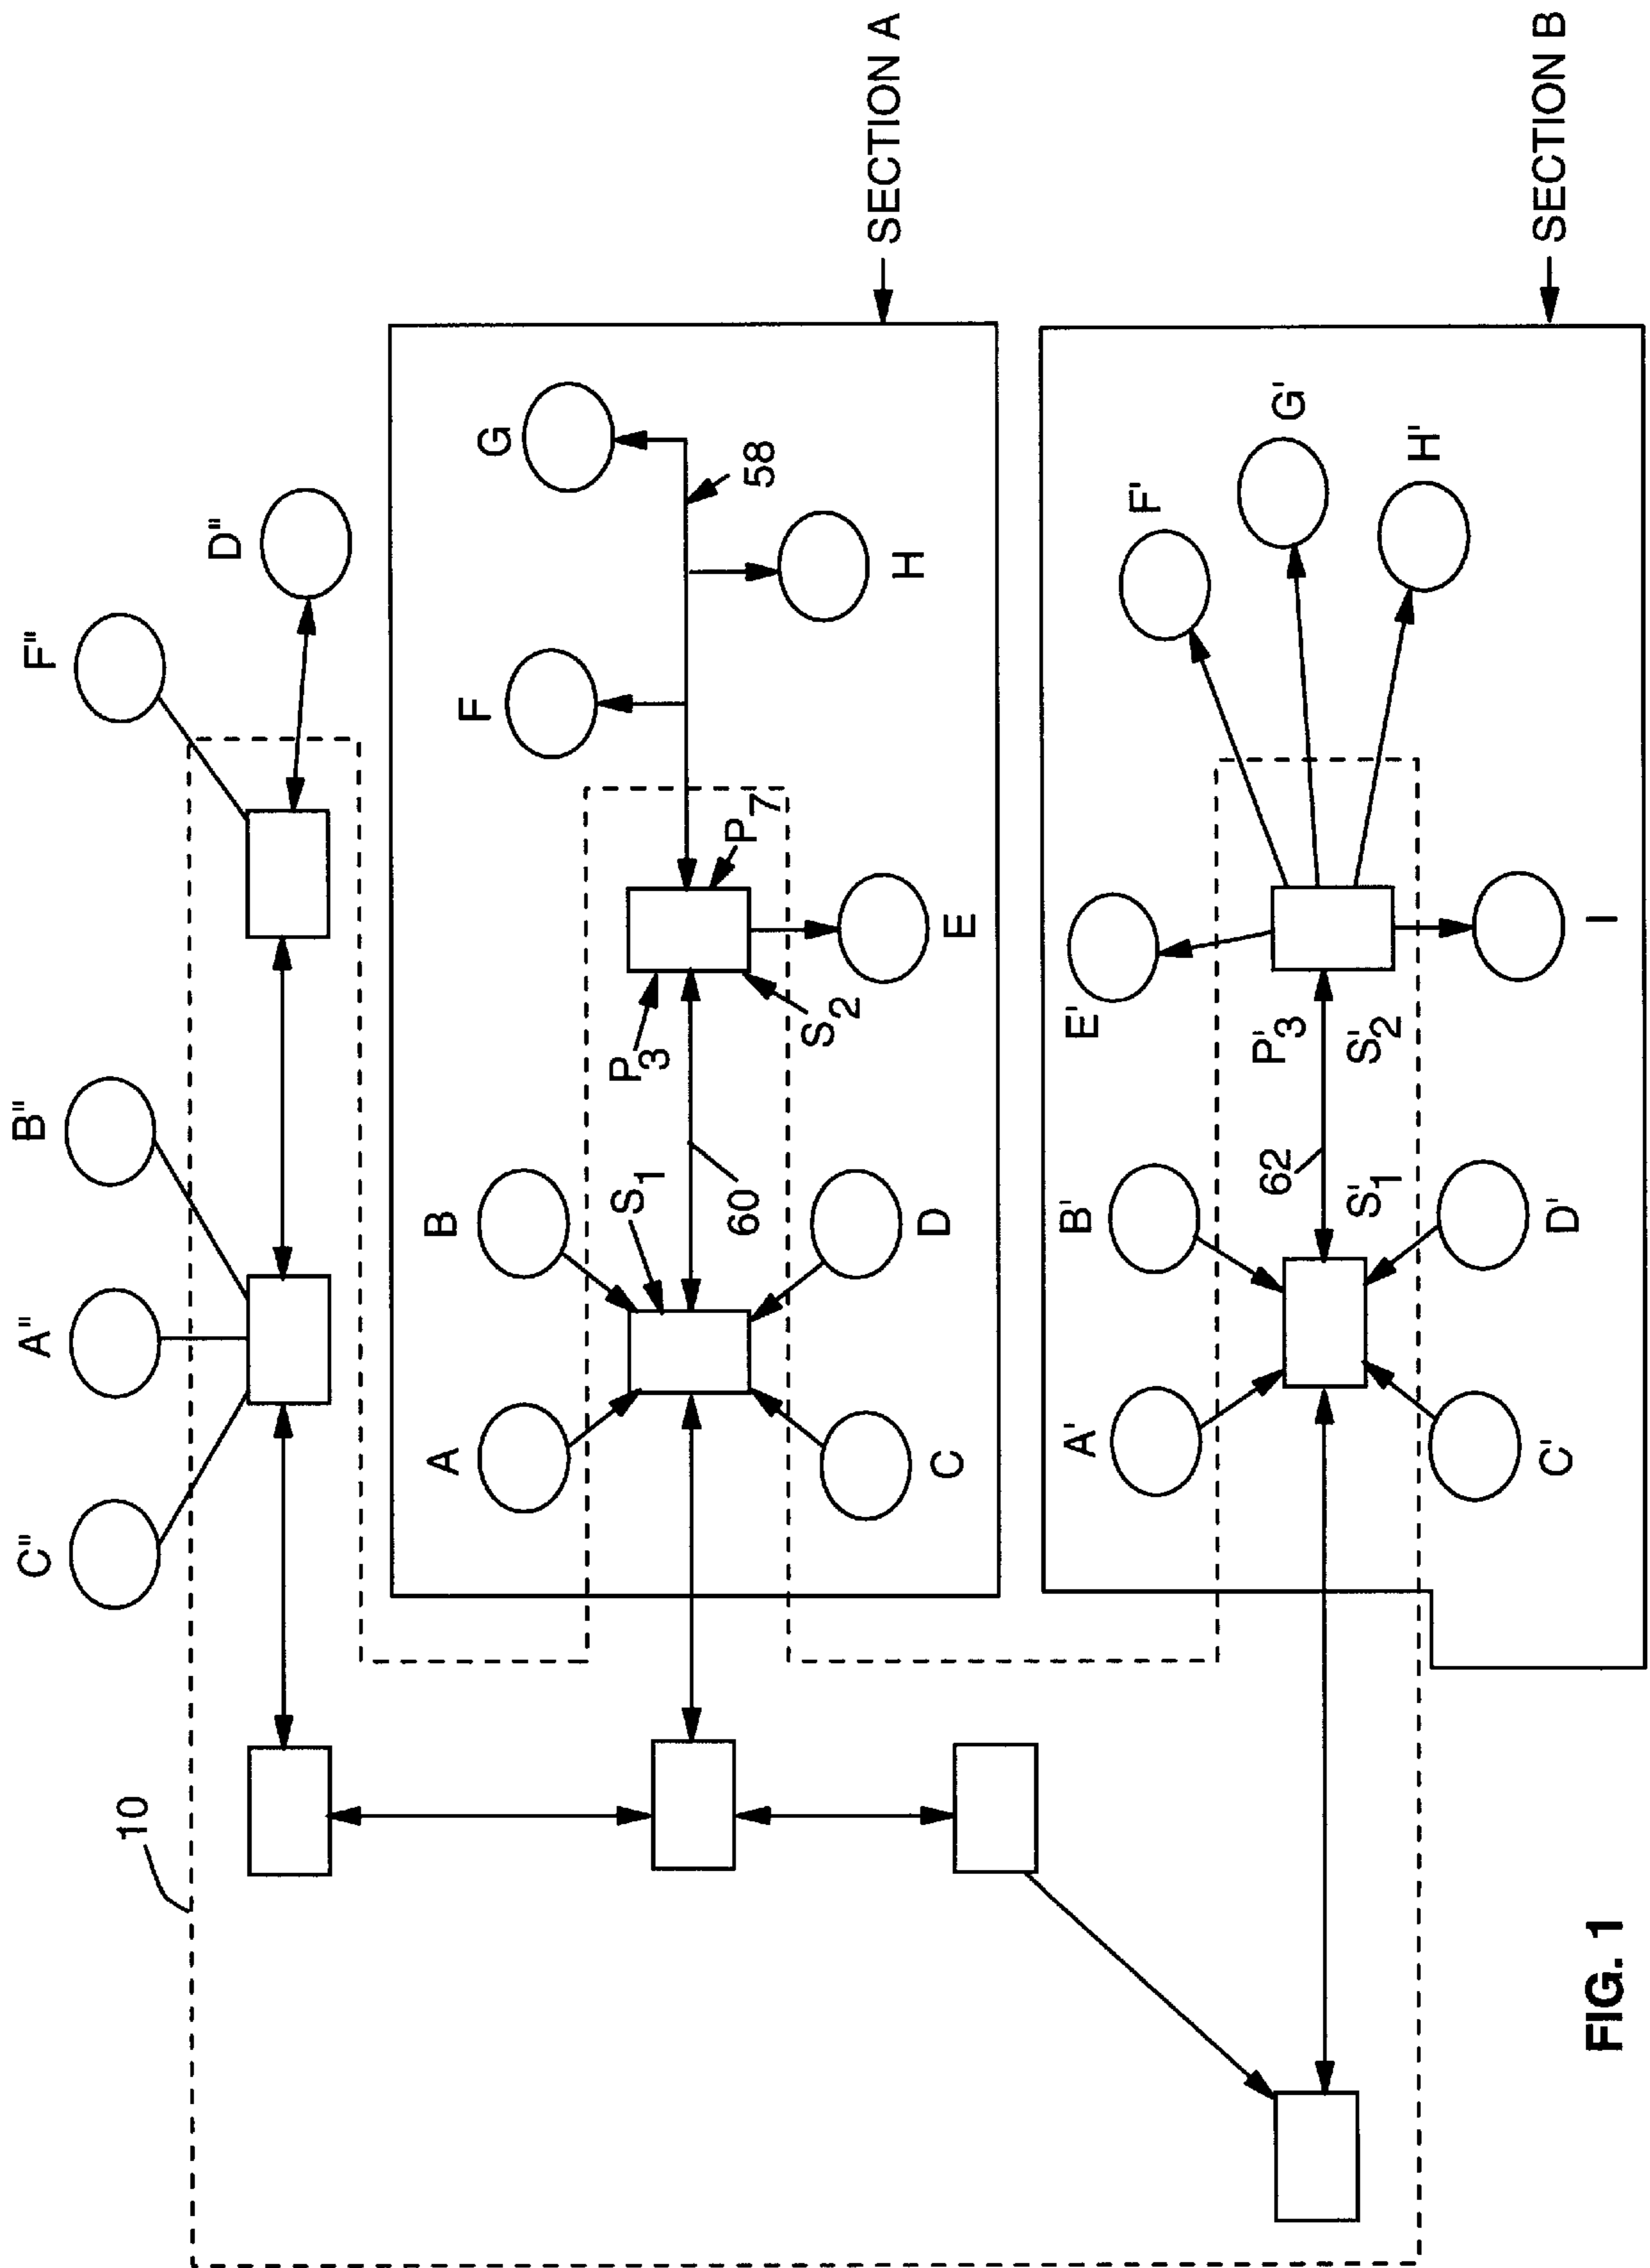 C"
A"
B"
F"
D"
10
A
B
S1
60
C
D
P3
S2
P7
E
F
G
58
H
SECTION A
A'
B'
62
S'1
C'
D'
P'3
S'2
E'
I
F'
G'
H'
SECTION B
FIG. 1